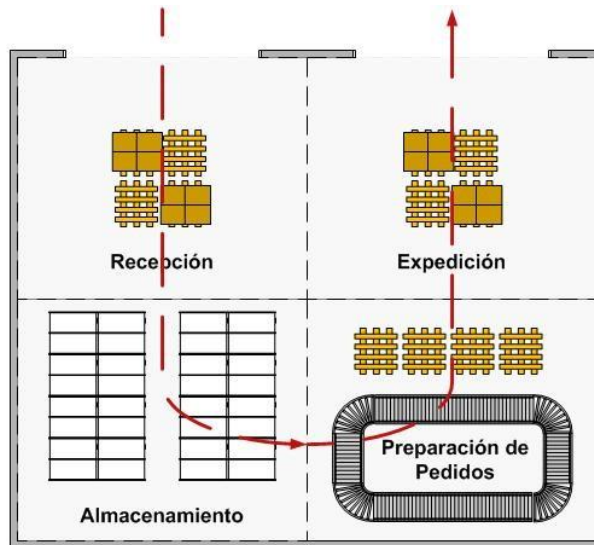 Recepción
Expedición
Almacenamiento
Preparación de
Pedidos